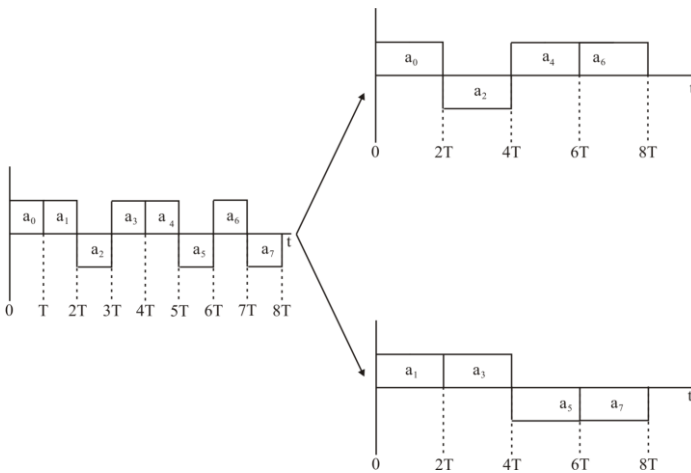 a₀ a₄ a₆
t
a₂
0 2T 4T 6T 8T
a₀ a₁ a₃ a₄ a₆
t
a₂ a₅ a₇
0 T 2T 3T 4T 5T 6T 7T 8T
a₁ a₃
t
a₅ a₇
0 2T 4T 6T 8T